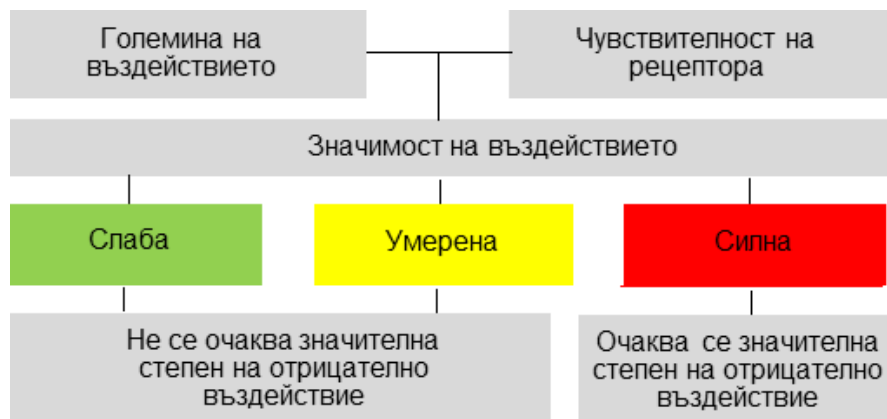 Големина на
въздействието
Чувствителност на
рецептора
Значимост на въздействието
Слаба
Умерена
Силна
Не се очаква значителна
степен на отрицателно
въздействие
Очаква се значителна
степен на отрицателно
въздействие